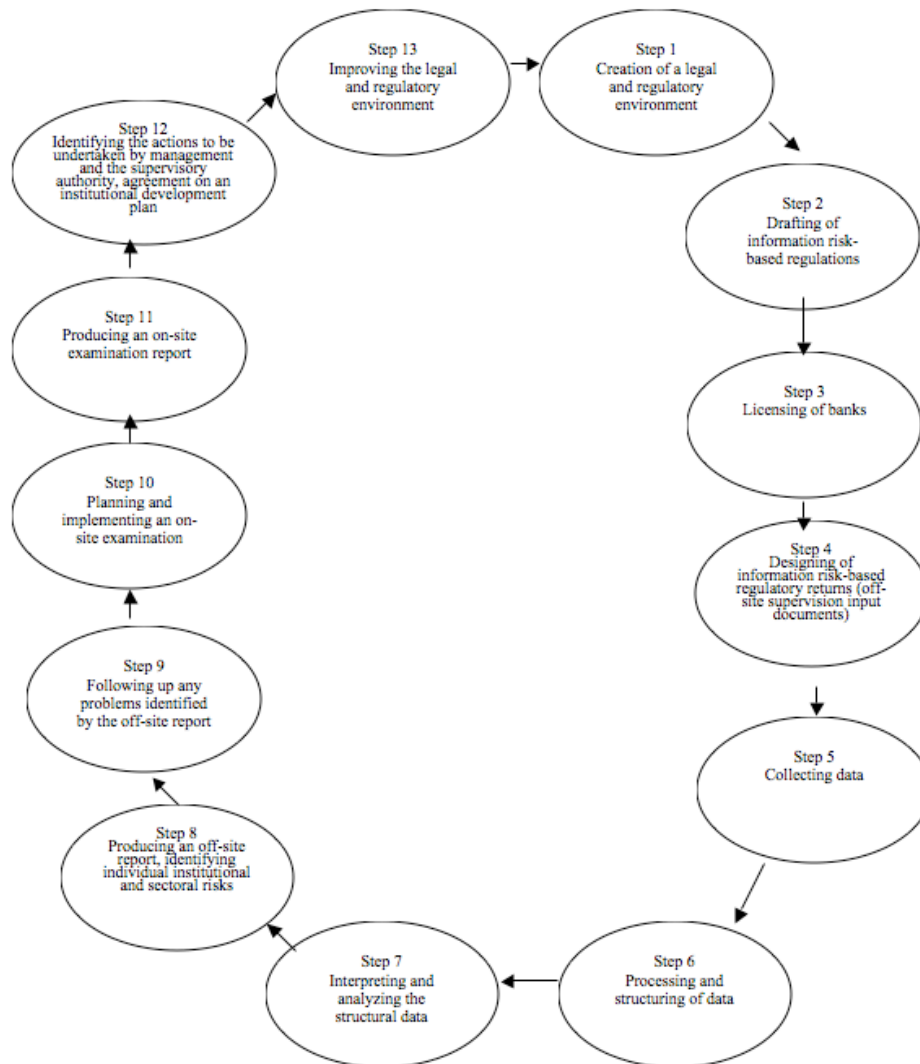 Step 13
Improving the legal
and regulatory
environment
Step 1
Creation of a legal
and regulatory
environment
Step 2
Drafting of
information risk-
based regulations
Step 3
Licensing of banks
Step 4
Designing of
information risk-based
regulatory returns (off-
site supervision input
documents)
Step 5
Collecting data
Step 6
Processing and
structuring of data
Step 7
Interpreting and
analyzing the
structural data
Step 8
Producing an off-site
report, identifying
individual institutional
and sectoral risks
Step 9
Following up any
problems identified
by the off-site report
Step 10
Planning and
implementing an on-
site examination
Step 11
Producing an on-site
examination report
Step 12
Identifying the actions to be
undertaken by management
and the supervisory
authority, agreement on an
institutional development
plan